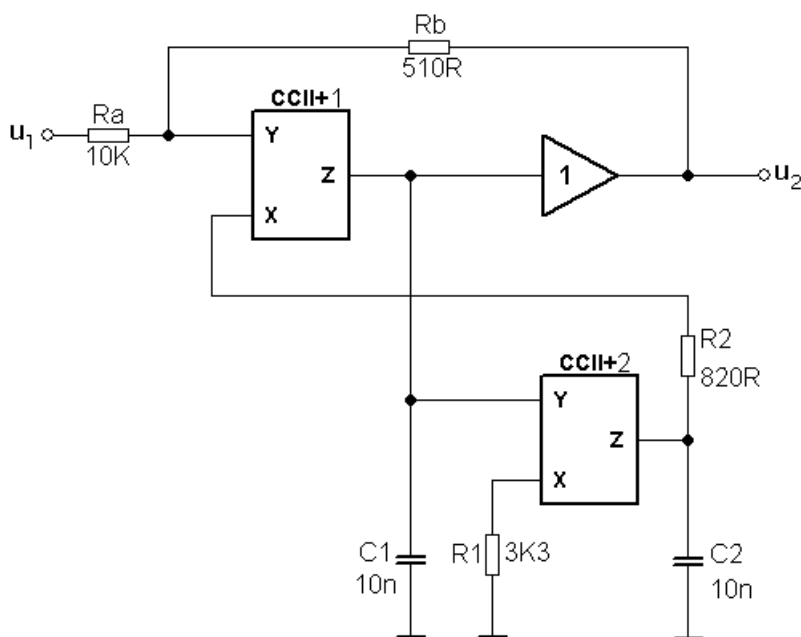 Rb
510R
CCII+1
Ra
u1
10K
Y
Z
X
1
u2
R2
820R
CCII+2
Y
Z
X
C1
10n
R1
3K3
C2
10n